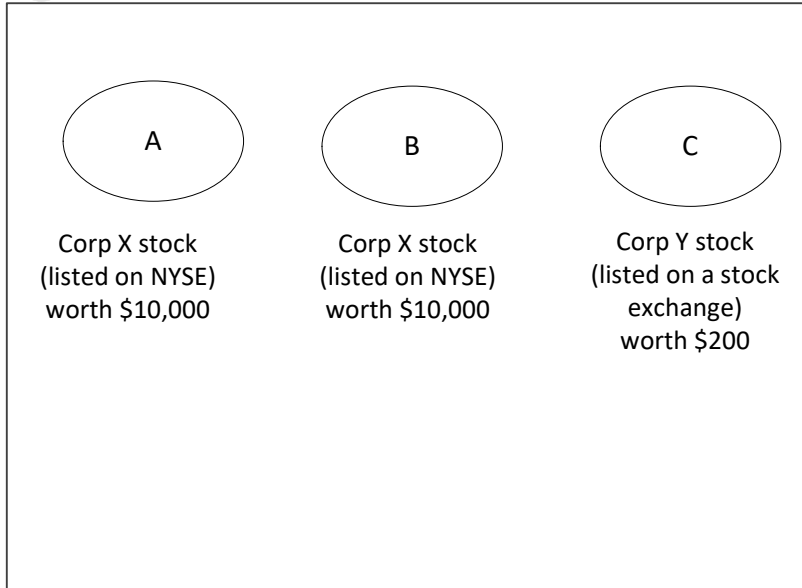 A
B
C
Corp X stock
(listed on NYSE)
worth $10,000
Corp X stock
(listed on NYSE)
worth $10,000
Corp Y stock
(listed on a stock
exchange)
worth $200